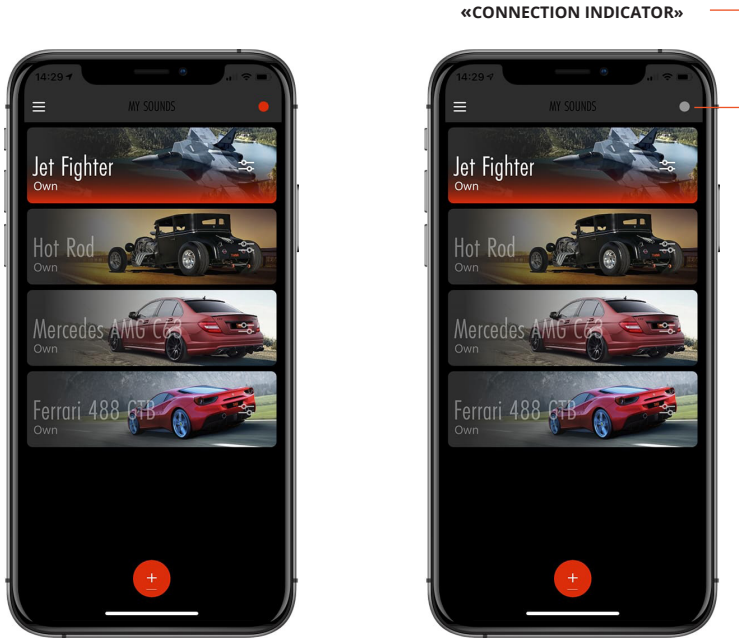 «CONNECTION INDICATOR»
14:29
MY SOUNDS
Jet Fighter
Own
Hot Rod
Own
Mercedes AMG C63
Own
Ferrari 488 GTB
Own
+
14:29
MY SOUNDS
Jet Fighter
Own
Hot Rod
Own
Mercedes AMG C63
Own
Ferrari 488 GTB
Own
+